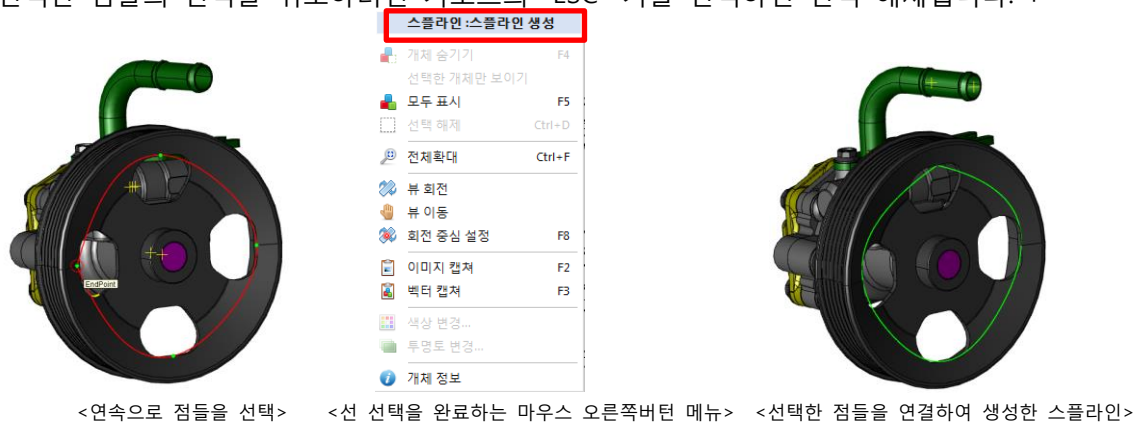 스플라인 :스플라인 생성
개체 숨기기 F4
선택한 개체만 보이기
모두 표시 F5
선택 해제 Ctrl+D
전체확대 Ctrl+F
뷰 회전
뷰 이동
회전 중심 설정 F8
이미지 캡쳐 F2
벡터 캡쳐 F3
색상 변경...
투명도 변경...
개체 정보
EndPoint
<연속으로 점들을 선택> <선 선택을 완료하는 마우스 오른쪽버턴 메뉴> <선택한 점들을 연결하여 생성한 스플라인>